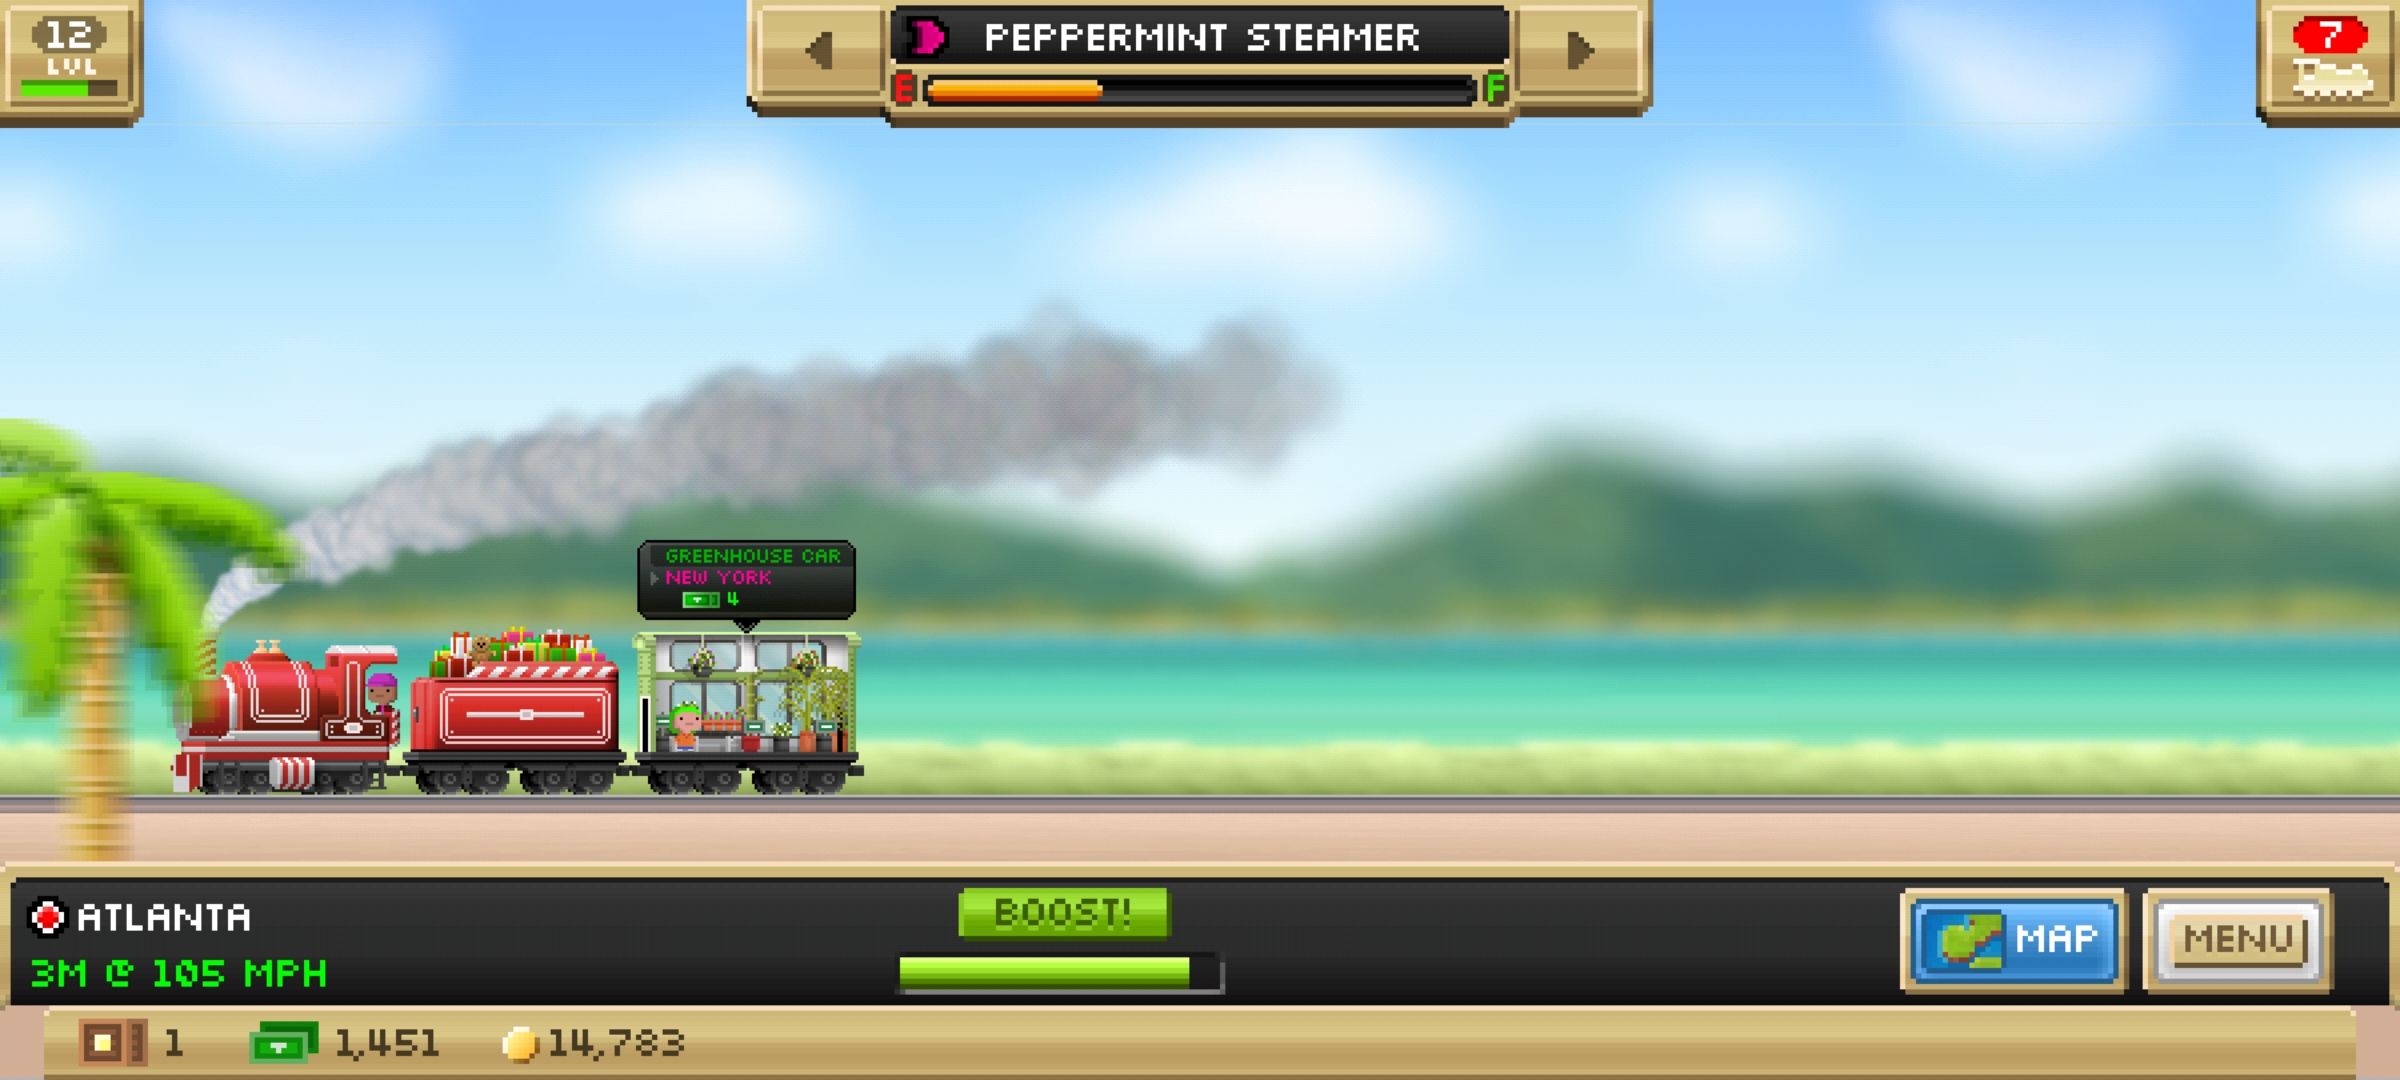 12
LVL
PEPPERMINT STEAMER
E F
7
GREENHOUSE CAR
NEW YORK
4
ATLANTA
3M @ 105 MPH
BOOST!
MAP
MENU
1
1,451
14,783